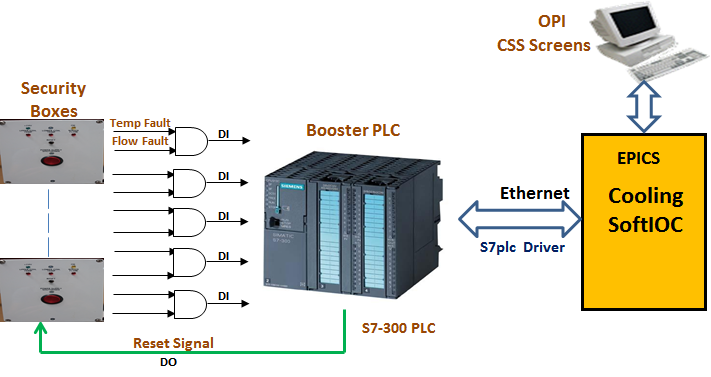 OPI
CSS Screens
Security
Boxes
Temp Fault
Flow Fault
DI
DI
DI
DI
DI
Booster PLC
SIEMENS
S7-300 PLC
Ethernet
S7plc Driver
EPICS
Cooling
SoftIOC
Reset Signal
DO